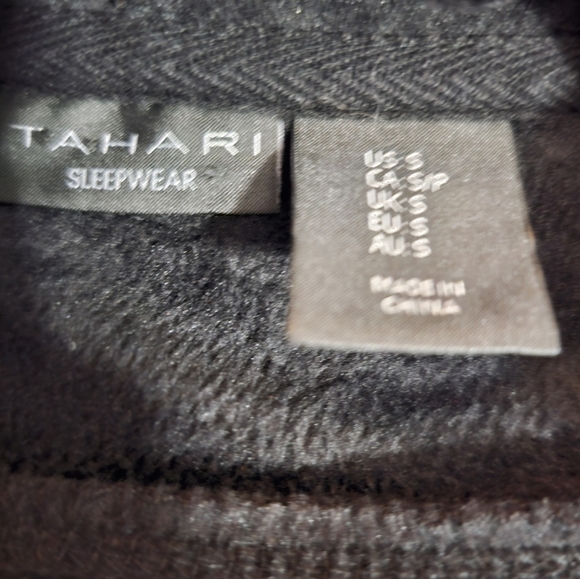 TAHARI
SLEEPWEAR
US-S
CA-S/P
UK-S
EU-S
AU-S
MADE IN
CHINA